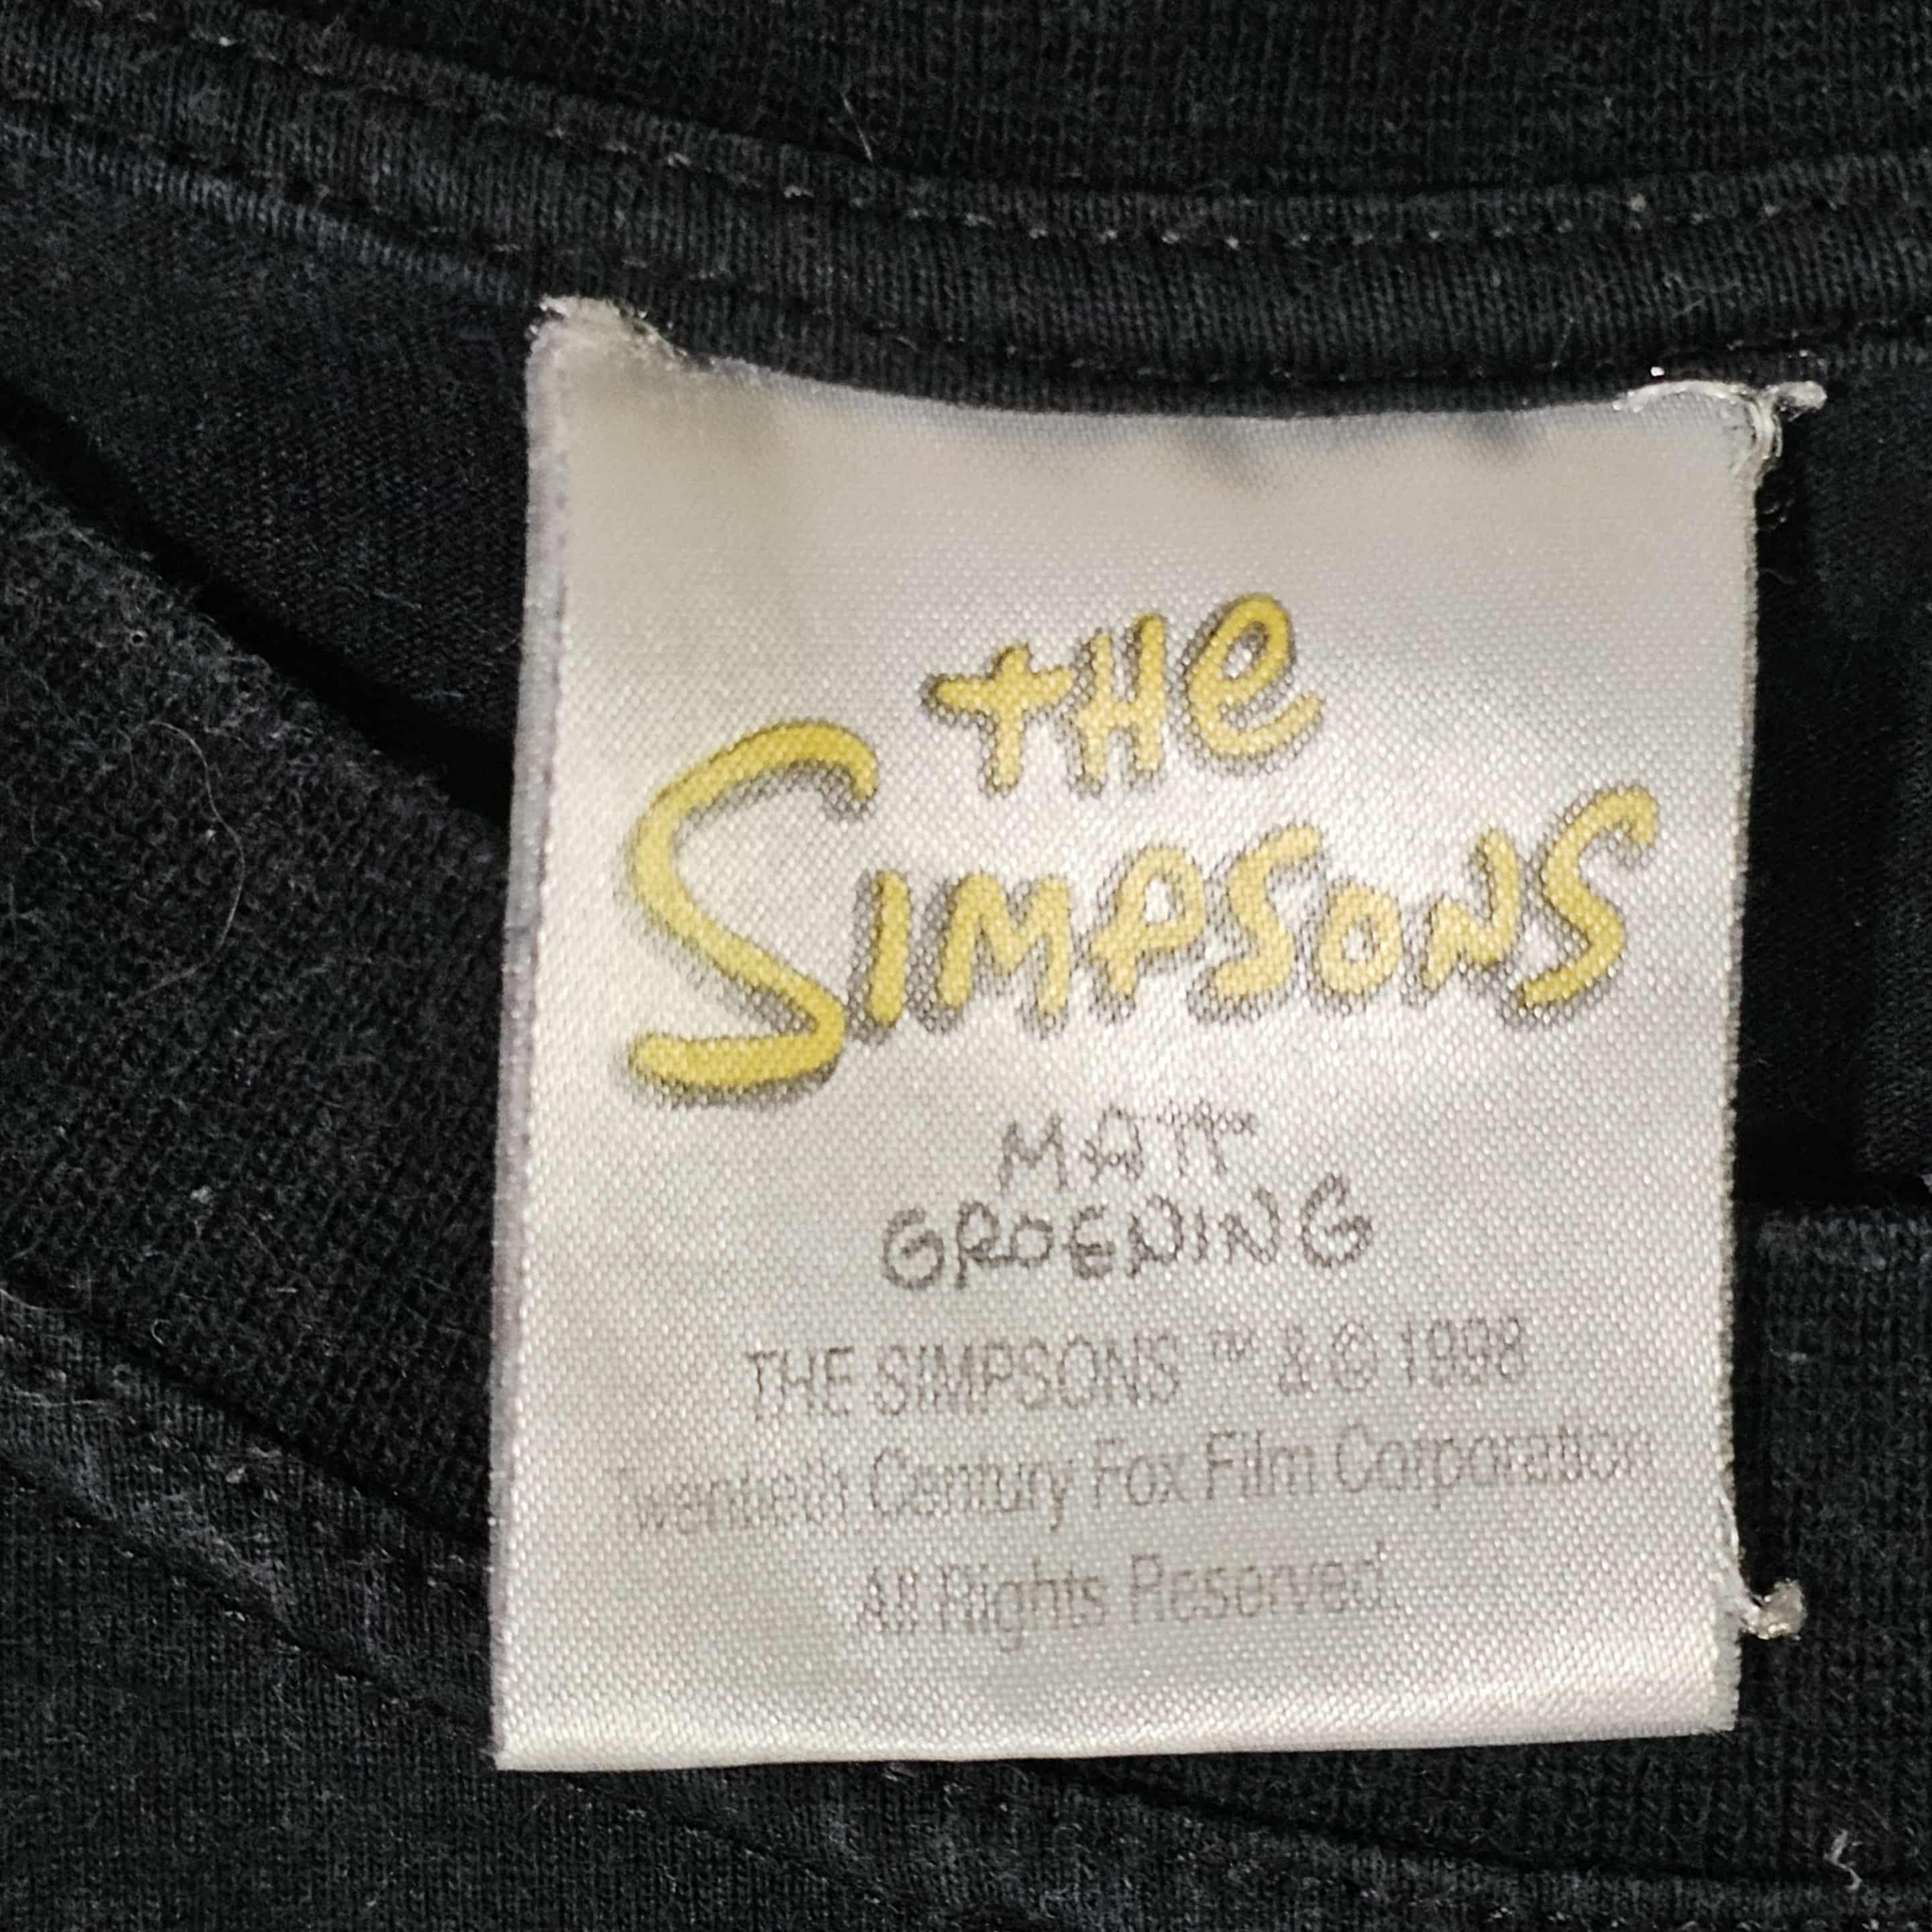 THE
SIMPSONS
MATT
GROENING
THE SIMPSONS ™ & © 1998
Twentieth Century Fox Film Corporation
All Rights Reserved.